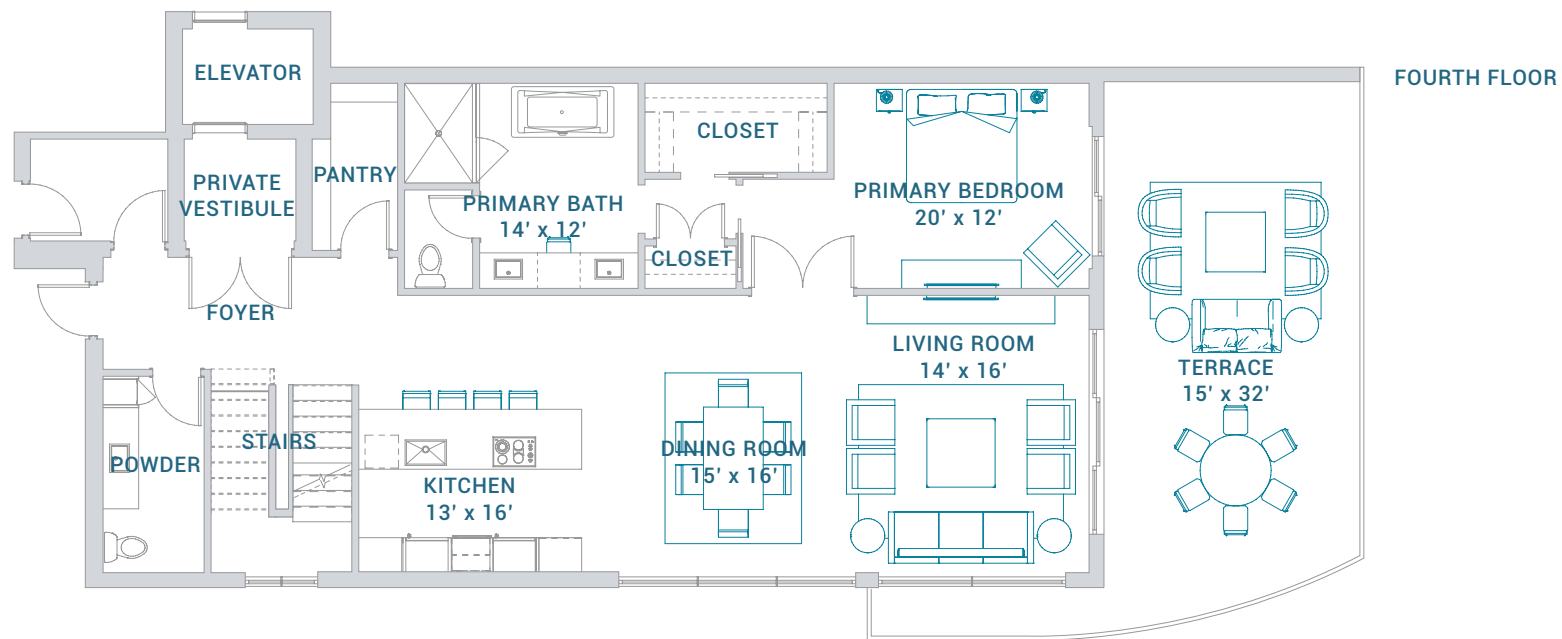 ELEVATOR
FOURTH FLOOR
CLOSET
PRIVATE
VESTIBULE
PANTRY
PRIMARY BATH
14' x 12'
PRIMARY BEDROOM
20' x 12'
CLOSET
FOYER
LIVING ROOM
14' x 16'
TERRACE
15' x 32'
STAIRS
POWDER
KITCHEN
13' x 16'
DINING ROOM
15' x 16'